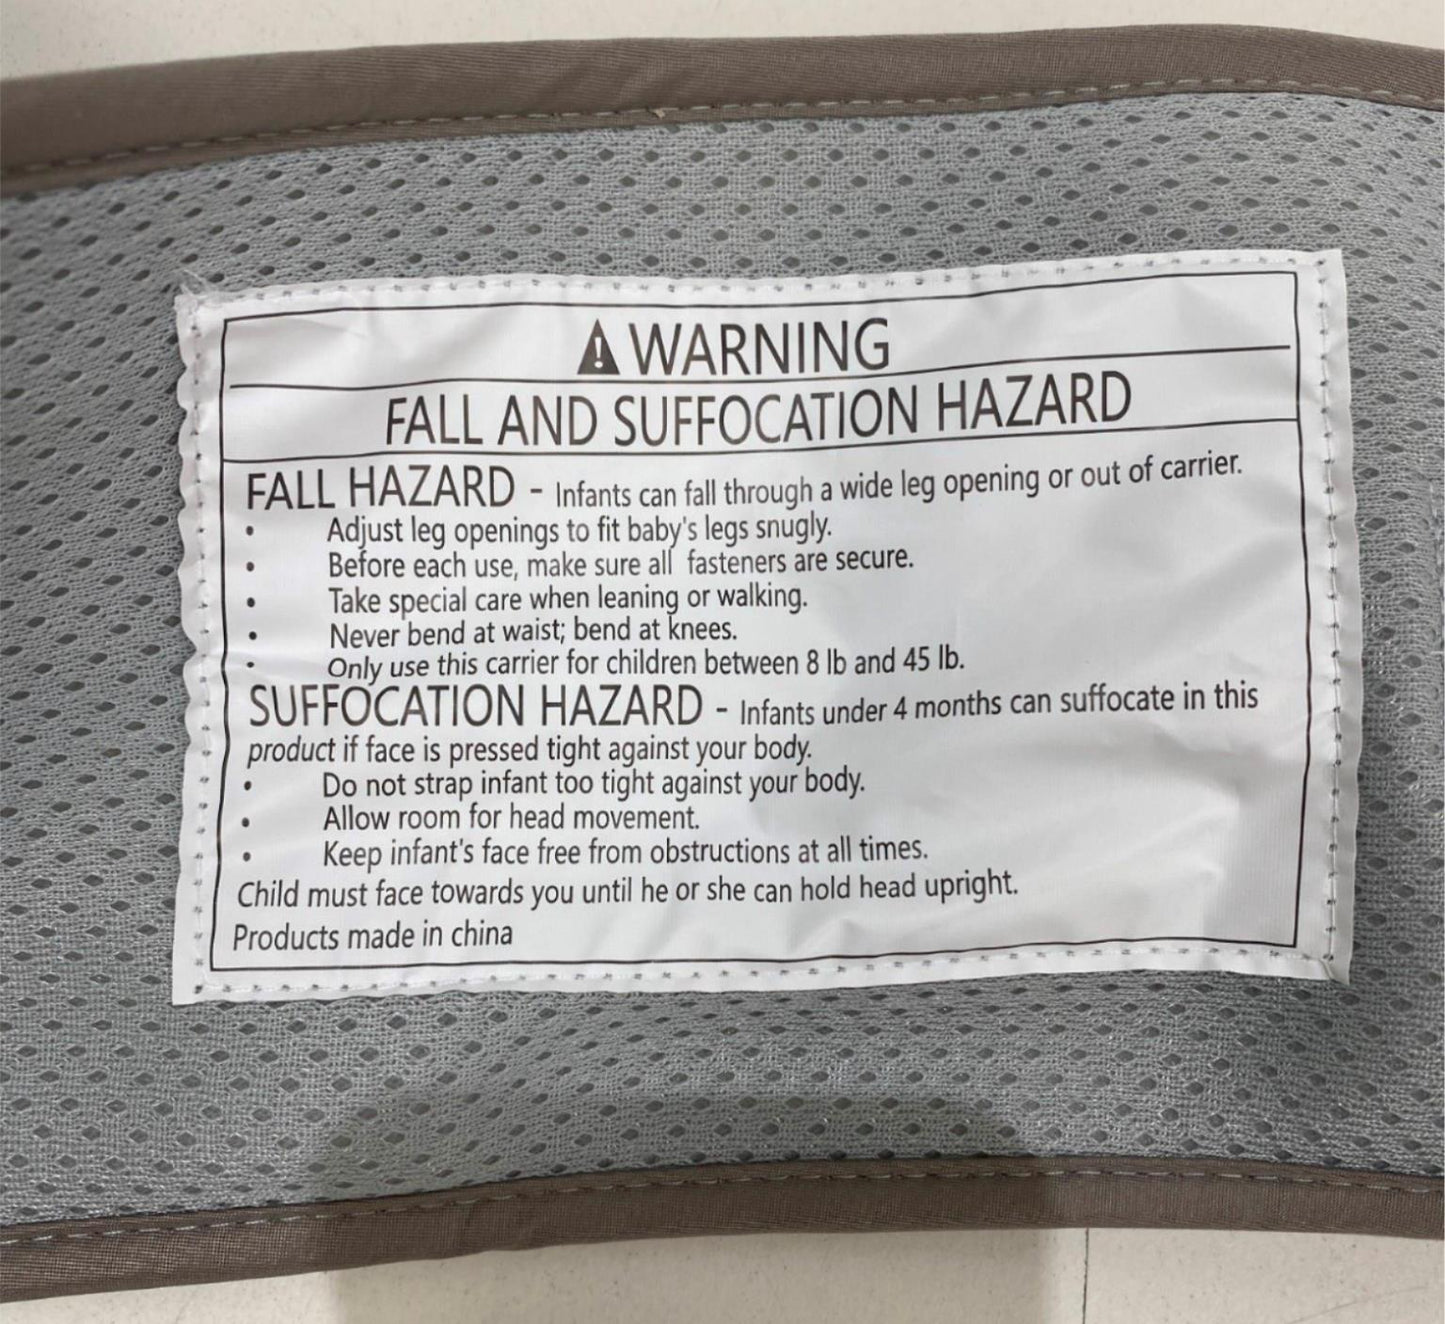 WARNING
FALL AND SUFFOCATION HAZARD
FALL HAZARD - Infants can fall through a wide leg opening or out of carrier.
• Adjust leg openings to fit baby's legs snugly.
• Before each use, make sure all fasteners are secure.
• Take special care when leaning or walking.
• Never bend at waist; bend at knees.
• Only use this carrier for children between 8 lb and 45 lb.
SUFFOCATION HAZARD - Infants under 4 months can suffocate in this
product if face is pressed tight against your body.
• Do not strap infant too tight against your body.
• Allow room for head movement.
• Keep infant's face free from obstructions at all times.
Child must face towards you until he or she can hold head upright.
Products made in china